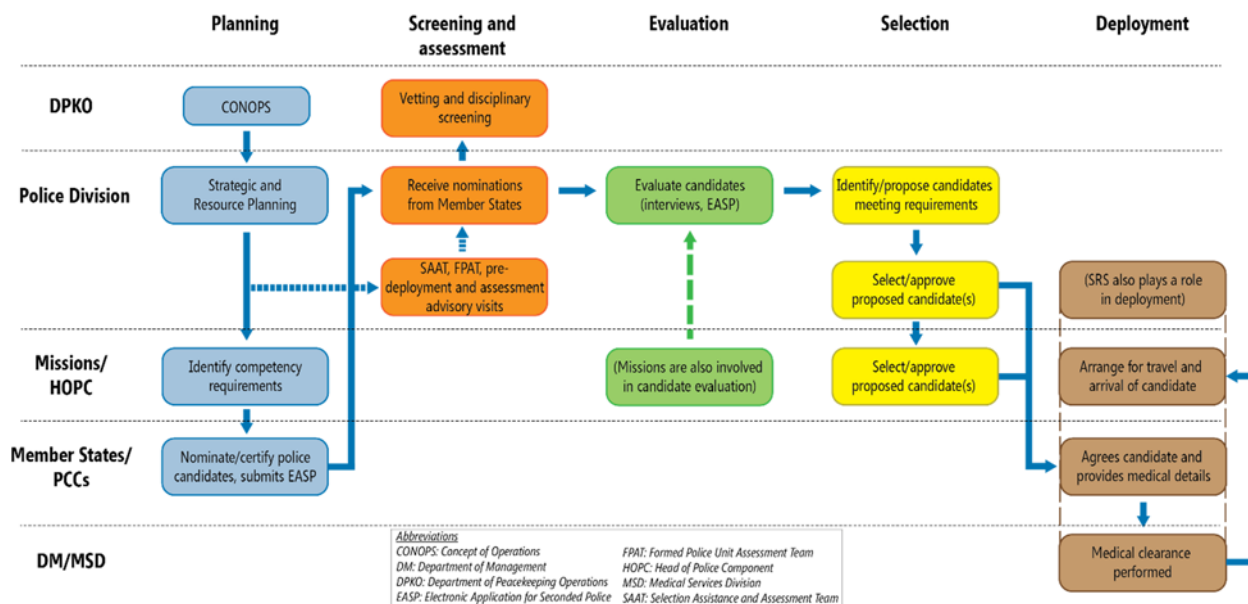 Planning
Screening and
assessment
Evaluation
Selection
Deployment
DPKO
CONOPS
Vetting and disciplinary
screening
Police Division
Strategic and
Resource Planning
Receive nominations
from Member States
Evaluate candidates
(interviews, EASP)
Identify/propose candidates
meeting requirements
SAAT, FPAT, pre-
deployment and assessment
advisory visits
Select/approve
proposed candidate(s)
(SRS also plays a role
in deployment)
Missions/
HOPC
Identify competency
requirements
(Missions are also involved
in candidate evaluation)
Select/approve
proposed candidate(s)
Arrange for travel and
arrival of candidate
Member States/
PCCs
Nominate/certify police
candidates, submits EASP
Agrees candidate and
provides medical details
DM/MSD
Medical clearance
performed
Abbreviations
CONOPS: Concept of Operations
DM: Department of Management
DPKO: Department of Peacekeeping Operations
EASP: Electronic Application for Seconded Police
FPAT: Formed Police Unit Assessment Team
HOPC: Head of Police Component
MSD: Medical Services Division
SAAT: Selection Assistance and Assessment Team